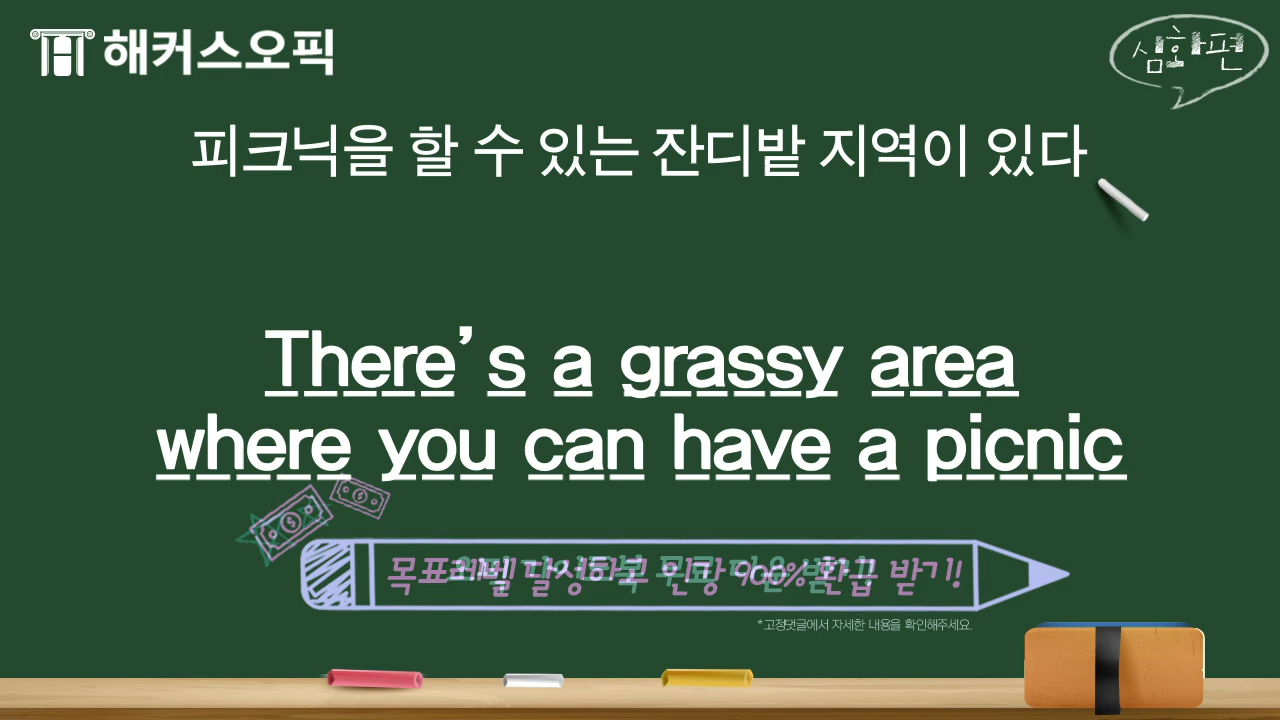 해커스오픽
심화편
피크닉을 할 수 있는 잔디밭 지역이 있다
There's a grassy area
where you can have a picnic
목표레벨 달성하고 인강 900% 환급 받기!
*고정댓글에서 자세한 내용을 확인해주세요.